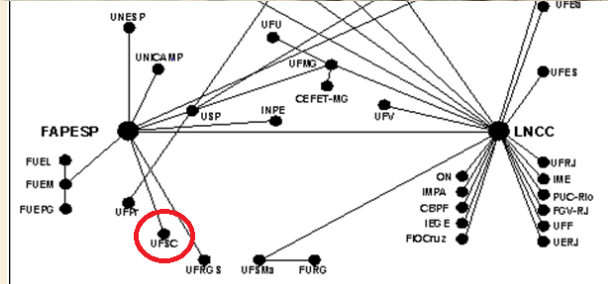 UFBa
UNESP
UFU
UNICAMP
UFMG
UFES
CEFET-MG
INPE
USP
UFV
FAPESP
LNCC
FUEL
UFRJ
ON
IME
FUEM
IMPA
PUC-Rio
FUEPG
UFPr
CBPF
FGV-RJ
IBGE
UFF
UFSC
FIOCruz
UERJ
UFRGS
UFSMa
FURG